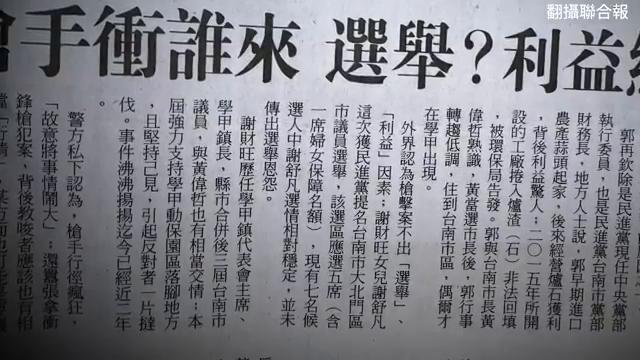 翻攝聯合報
手衝誰來 選舉？利益
郭再欽除是民進黨現任中央黨部
執行委員，也是民進黨台南市黨部
財務長，地方人士說，郭早期進口
農產蒜頭起家，後來經營爐石獲利
，背後利益驚人；二○一五年所開
設的工廠捲入爐渣（石）非法回填
，被環保局告發。郭與台南市長黃
偉哲熟識，黃當選市長後，郭行事
轉趨低調，住到台南市區，偶爾才
在學甲出現。
外界認為槍擊案不出「選舉」、
「利益」因素；謝財旺女兒謝舒凡
這次獲民進黨提名台南市大北門區
市議員選舉，該選區應選五席（含
一席婦女保障名額），現有七名候
選人中謝舒凡選情相對穩定，並未
傳出選舉恩怨。
謝財旺歷任學甲鎮代表會主席、
學甲鎮長，縣市合併後三屆台南市
議員，與黃偉哲也有相當交情；本
屆強力支持學甲動保園區落腳地方
，且堅持己見，引起反對者一片撻
伐。事件沸沸揚揚迄今已經近二年
警方私下認為，槍手行徑瘋狂，
「故意將事情鬧大」；還囂張拿衝
鋒槍犯案，背後教唆者應該也有相